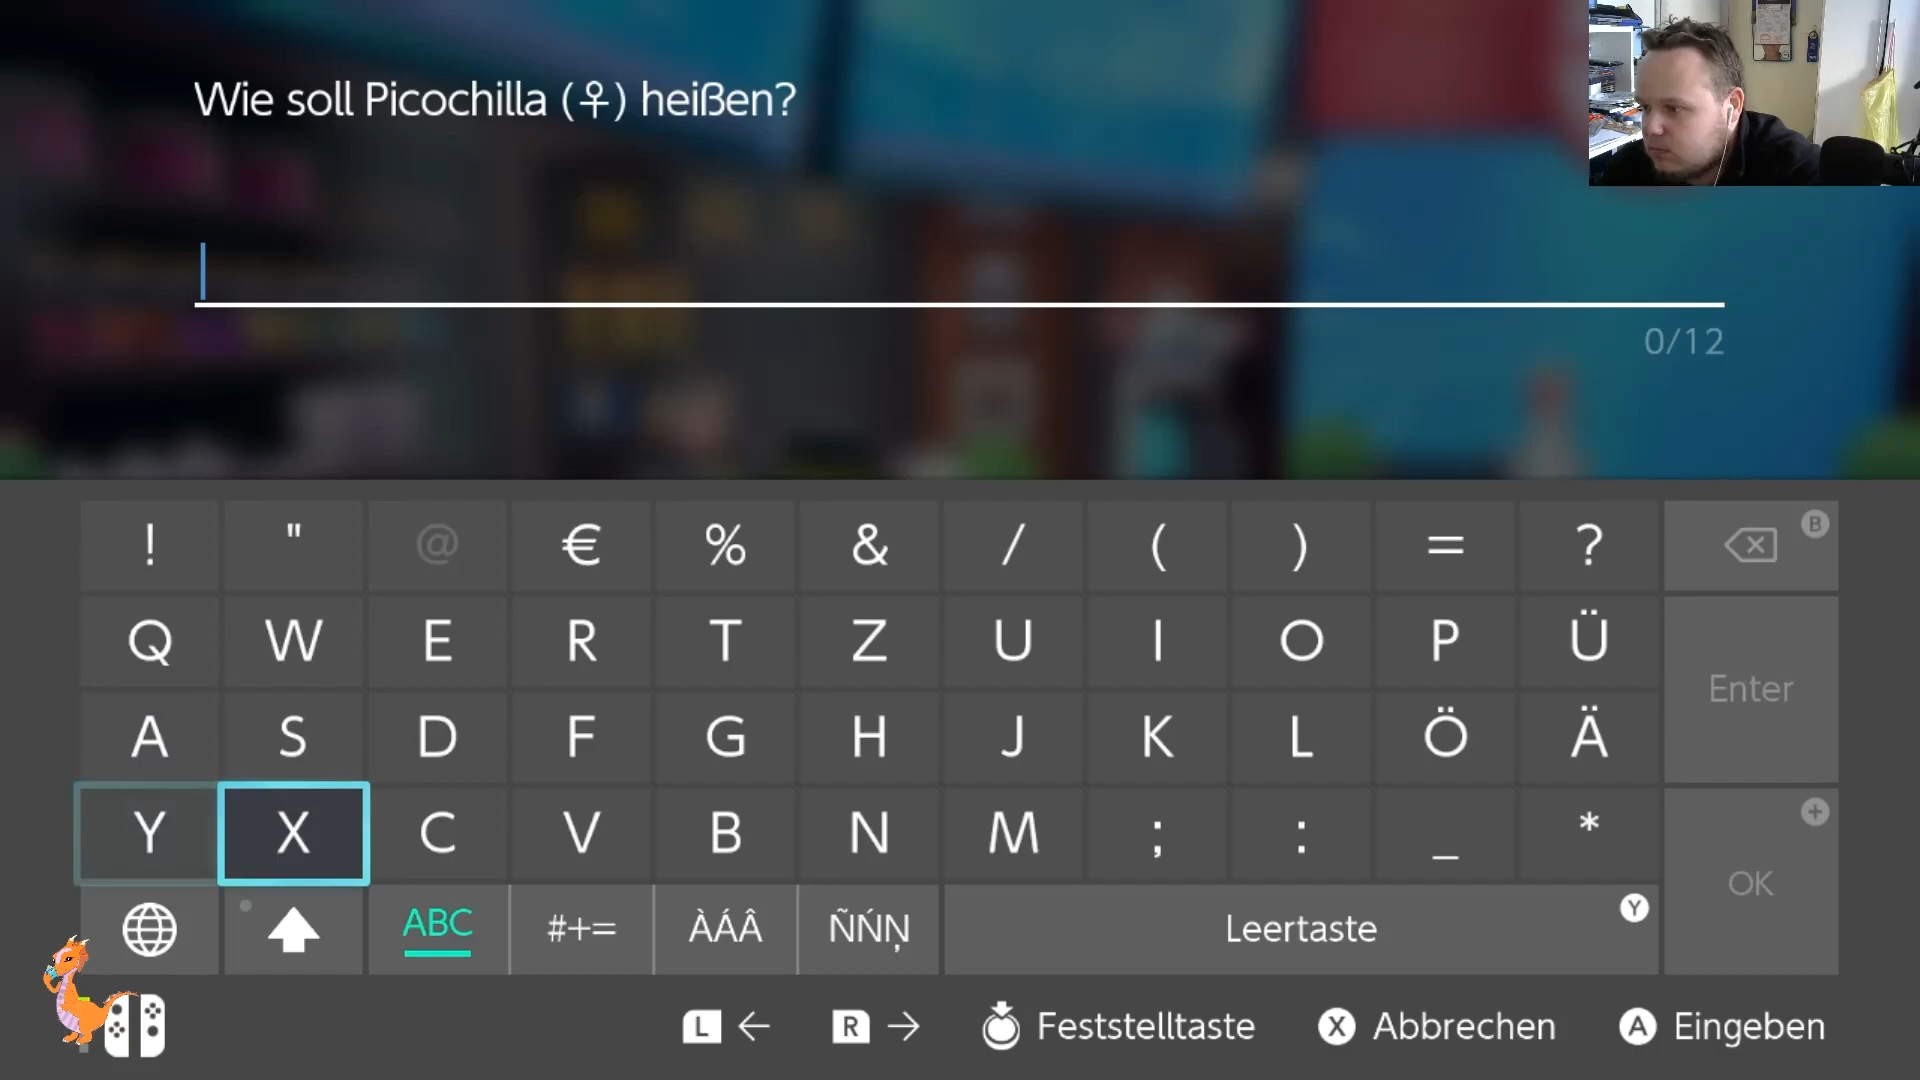 Wie soll Picochilla (♀) heißen?
0/12
! " @ € % & / ( ) = ? B
Q W E R T Z U I O P Ü Enter
A S D F G H J K L Ö Ä
Y X C V B N M ; : _ * + OK
ABC #+= ÀÁÂ ÑŃŅ Leertaste Y
L ← R → Feststelltaste X Abbrechen A Eingeben